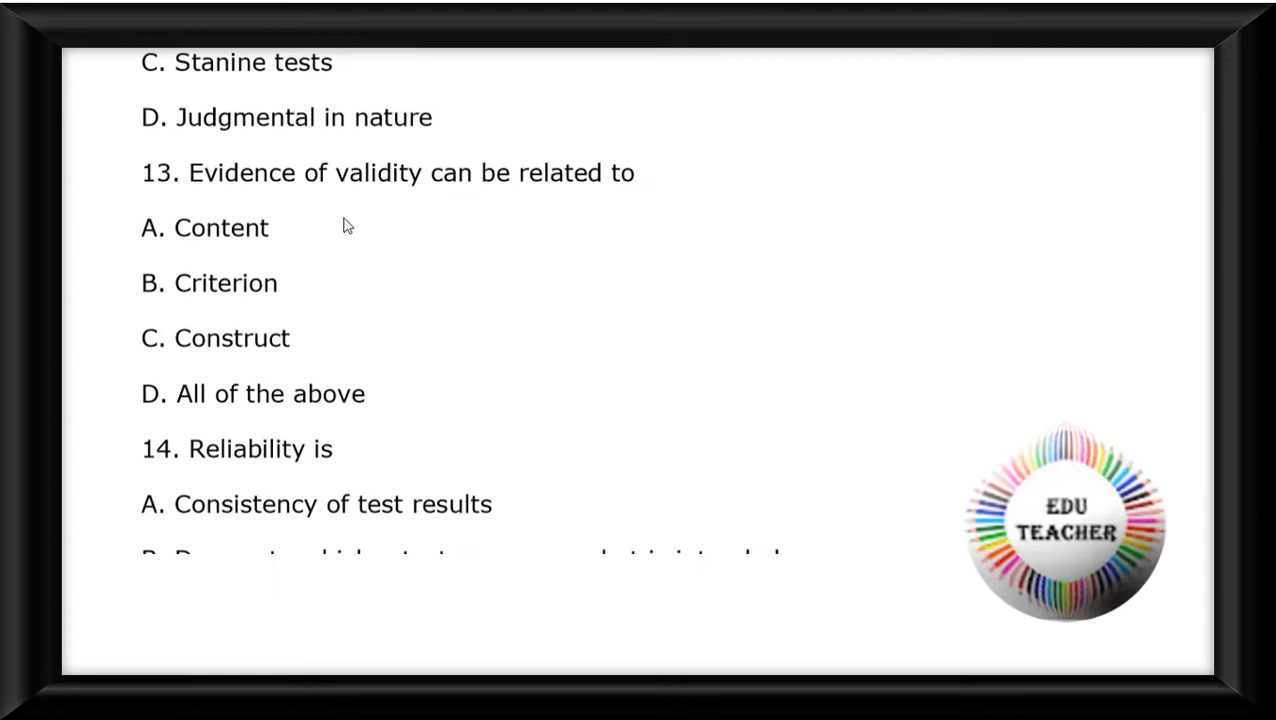 C. Stanine tests
D. Judgmental in nature
13. Evidence of validity can be related to
A. Content
B. Criterion
C. Construct
D. All of the above
14. Reliability is
A. Consistency of test results
EDU
TEACHER